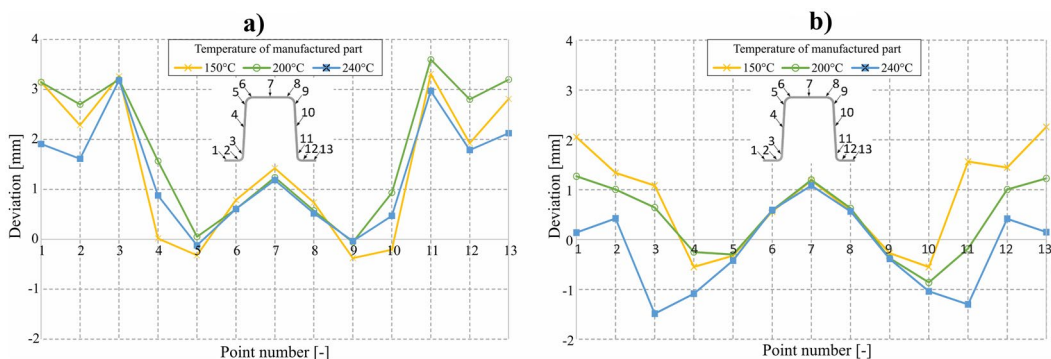 a)
Temperature of manufactured part
150°C 200°C 240°C
Deviation [mm]
4
3
2
1
0
-1
-2
1 2 3 4 5 6 7 8 9 10 11 12 13
1 2 3 4 5 6 7 8 9 10 11 12 13
Point number [-]
b)
Temperature of manufactured part
150°C 200°C 240°C
Deviation [mm]
4
3
2
1
0
-1
-2
1 2 3 4 5 6 7 8 9 10 11 12 13
1 2 3 4 5 6 7 8 9 10 11 12 13
Point number [-]